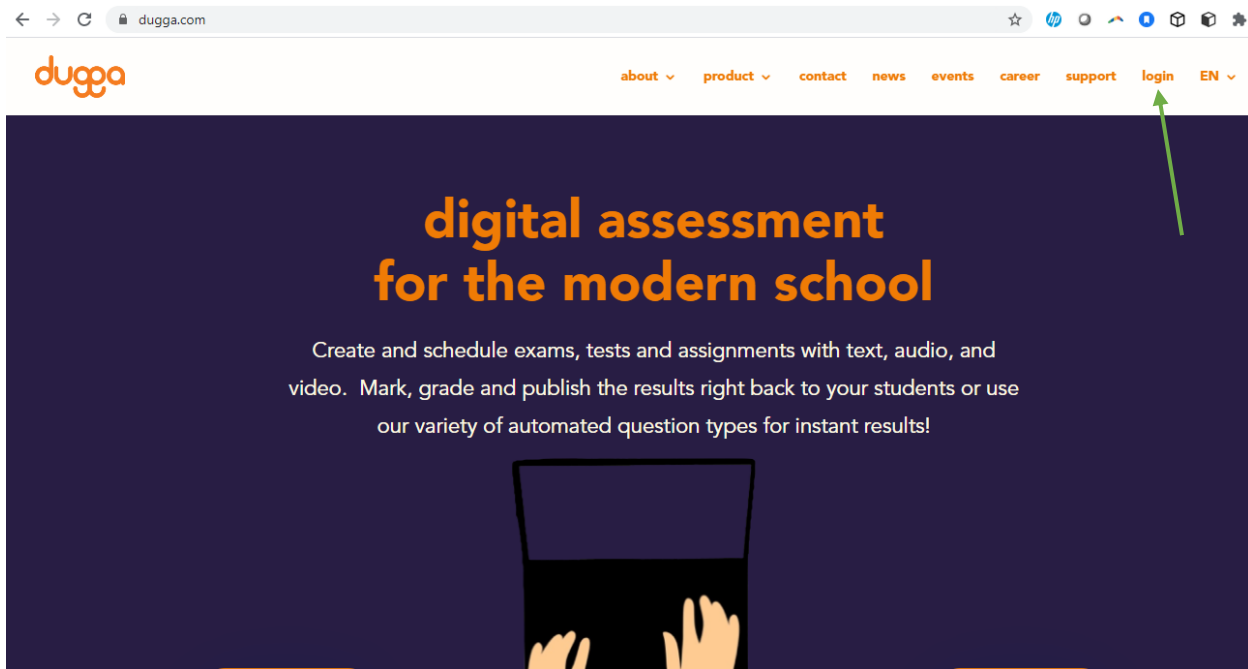 dugga.com
dugga
about product contact news events career support login EN
digital assessment
for the modern school
Create and schedule exams, tests and assignments with text, audio, and
video. Mark, grade and publish the results right back to your students or use
our variety of automated question types for instant results!